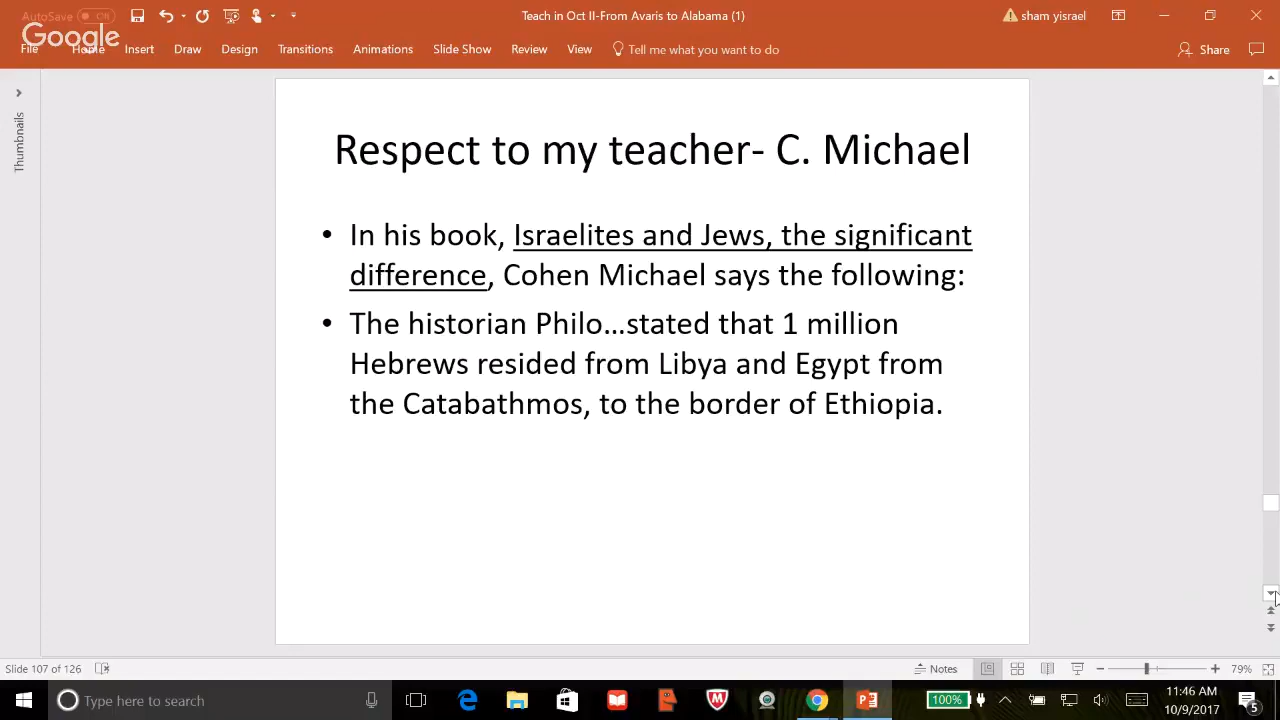 AutoSave ON
Teach in Oct II-From Avaris to Alabama (1)
sham yisrael
Google
File Home Insert Draw Design Transitions Animations Slide Show Review View Tell me what you want to do
Share
Thumbnails
Respect to my teacher- C. Michael
• In his book, Israelites and Jews, the significant
difference, Cohen Michael says the following:
• The historian Philo...stated that 1 million
Hebrews resided from Libya and Egypt from
the Catabathmos, to the border of Ethiopia.
Slide 107 of 126
Notes
79%
Type here to search
100%
11:46 AM
10/9/2017
5